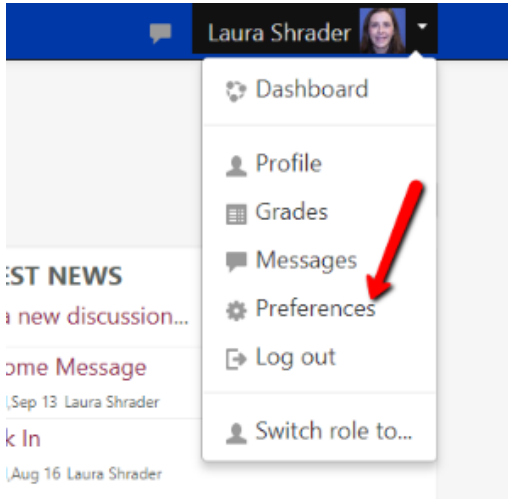 Laura Shrader
Dashboard
Profile
Grades
Messages
Preferences
Log out
Switch role to...
EST NEWS
a new discussion...
ome Message
,Sep 13 Laura Shrader
k In
,Aug 16 Laura Shrader